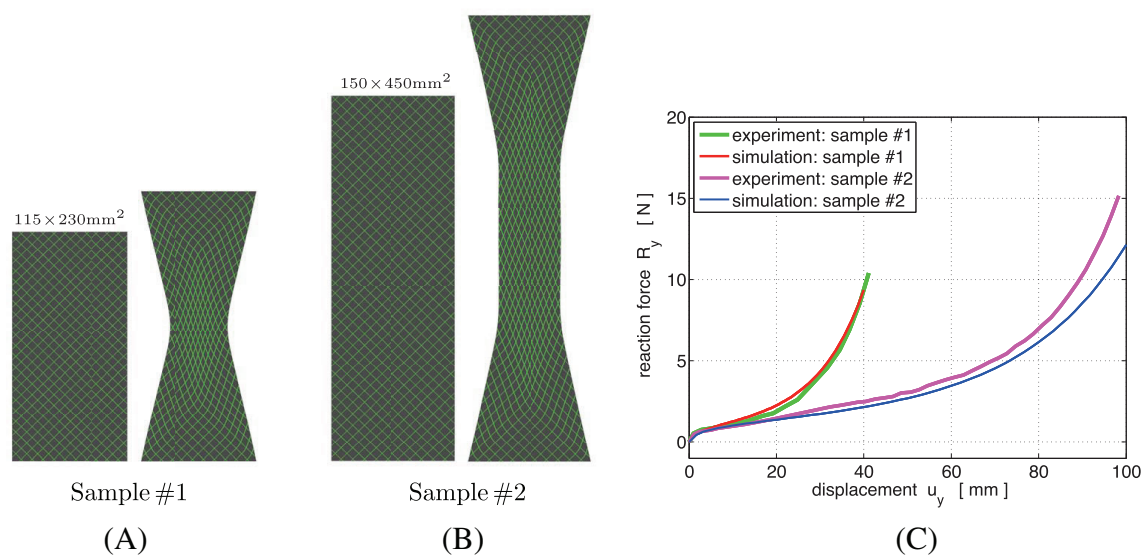 115×230mm²
Sample #1
(A)
150×450mm²
Sample #2
(B)
20
15
10
5
0
reaction force R_y [ N ]
experiment: sample #1
simulation: sample #1
experiment: sample #2
simulation: sample #2
0 20 40 60 80 100
displacement u_y [ mm ]
(C)